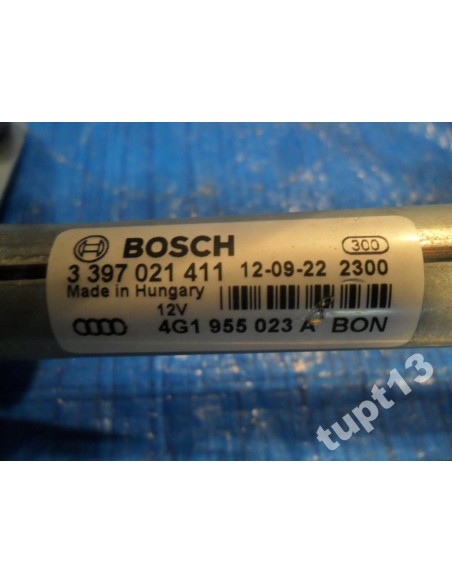 BOSCH 300
3 397 021 411 12-09-22 2300
Made in Hungary
12V
4G1 955 023 A BON
tupt13